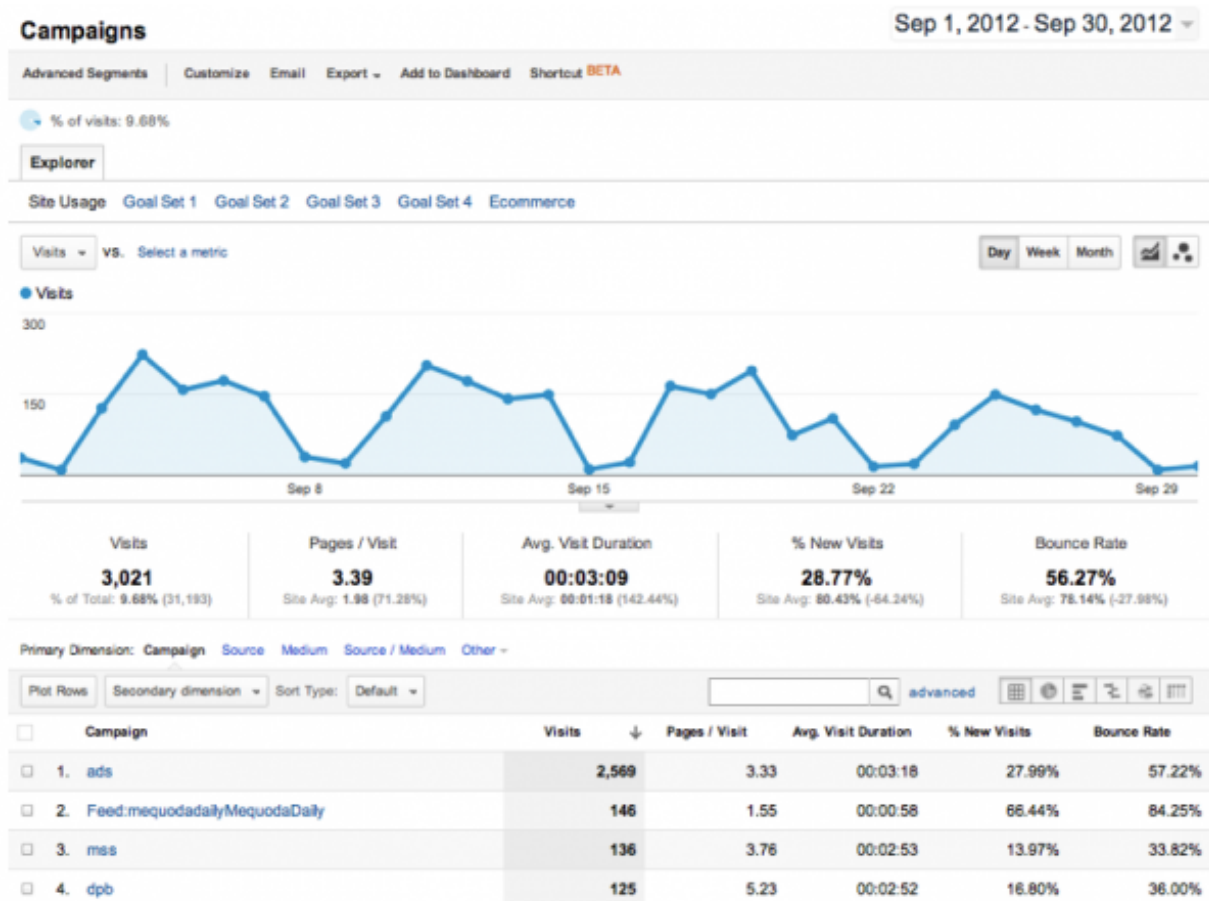 Campaigns
Sep 1, 2012 - Sep 30, 2012
Advanced Segments Customize Email Export Add to Dashboard Shortcut BETA
% of visits: 9.68%
Explorer
Site Usage Goal Set 1 Goal Set 2 Goal Set 3 Goal Set 4 Ecommerce
Visits VS. Select a metric Day Week Month
Visits
300
150
Sep 8 Sep 15 Sep 22 Sep 29
Visits Pages / Visit Avg. Visit Duration % New Visits Bounce Rate
3,021 3.39 00:03:09 28.77% 56.27%
% of Total: 9.68% (31,193) Site Avg: 1.98 (71.28%) Site Avg: 00:01:18 (142.44%) Site Avg: 80.43% (-64.24%) Site Avg: 78.14% (-27.98%)
Primary Dimension: Campaign Source Medium Source / Medium Other
Plot Rows Secondary dimension Sort Type: Default advanced
Campaign Visits Pages / Visit Avg. Visit Duration % New Visits Bounce Rate
1. ads 2,569 3.33 00:03:18 27.99% 57.22%
2. Feed:mequodadailyMequodaDaily 146 1.55 00:00:58 66.44% 84.25%
3. mss 136 3.76 00:02:53 13.97% 33.82%
4. dpb 125 5.23 00:02:52 16.80% 36.00%